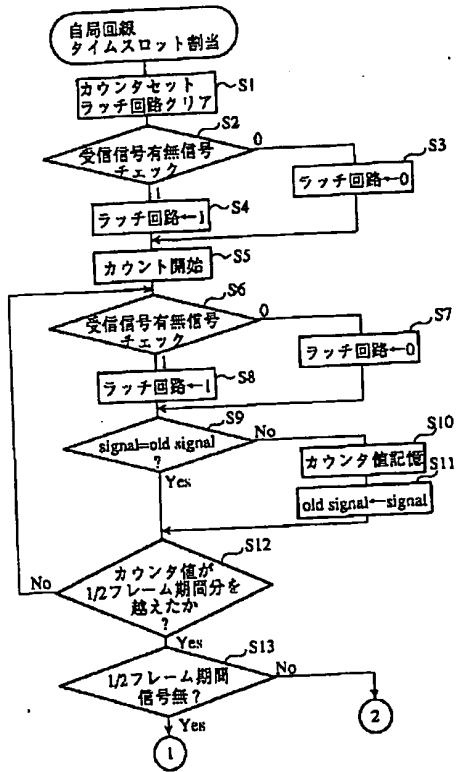 自局回線
タイムスロット割当
S1
カウンタセット
ラッチ回路クリア
S2
受信信号有無信号
チェック
0
1
S3
ラッチ回路←0
S4
ラッチ回路←1
S5
カウント開始
S6
受信信号有無信号
チェック
0
1
S7
ラッチ回路←0
S8
ラッチ回路←1
S9
signal=old signal
?
No
Yes
S10
カウンタ値記憶
S11
old signal←signal
S12
カウンタ値が
1/2フレーム期間分を
越えたか
?
No
Yes
S13
1/2フレーム期間
信号無?
No
Yes
2
1